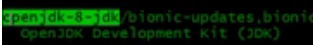 openjdk-8-jdk/bionic-updates,bionic
OpenJDK Development Kit (JDK)